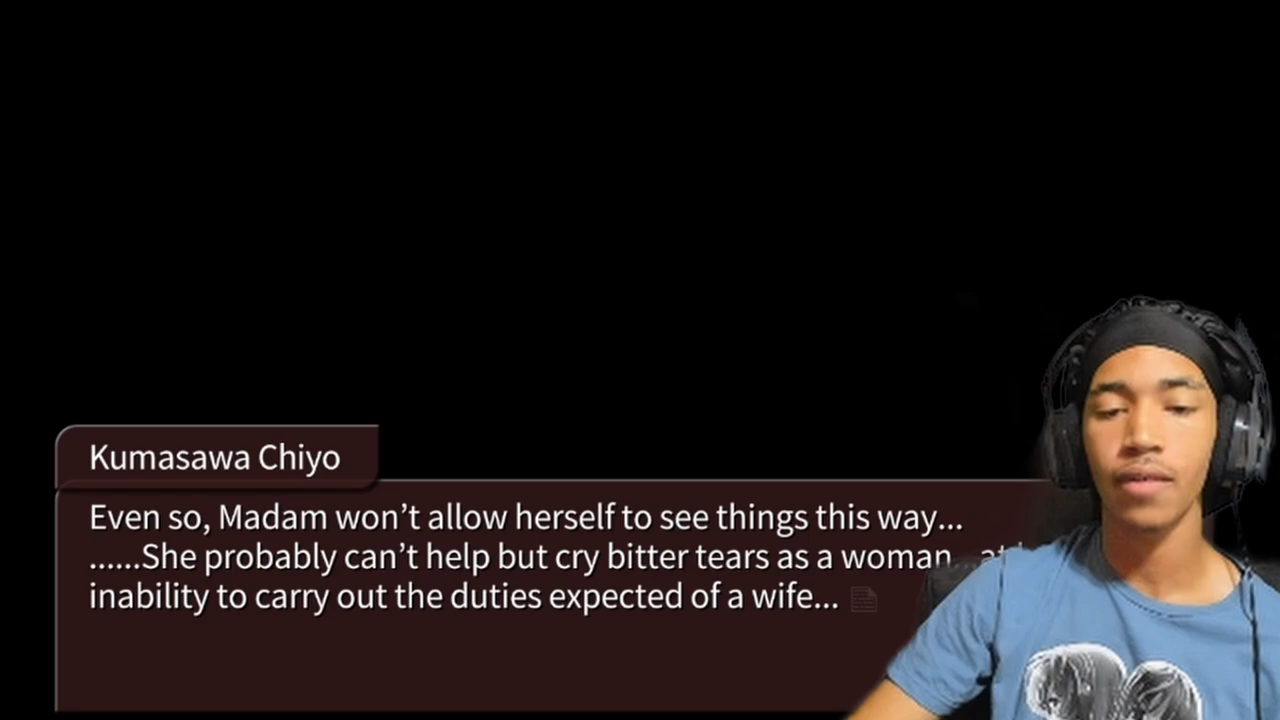 Kumasawa Chiyo
Even so, Madam won't allow herself to see things this way...
......She probably can't help but cry bitter tears as a woman...at
inability to carry out the duties expected of a wife...